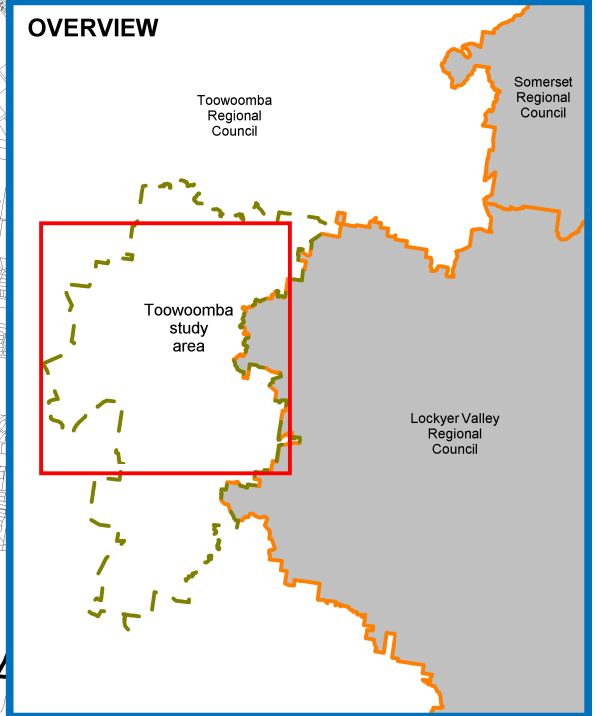 OVERVIEW
Somerset
Regional
Council
Toowoomba
Regional
Council
Toowoomba
study
area
Lockyer Valley
Regional
Council